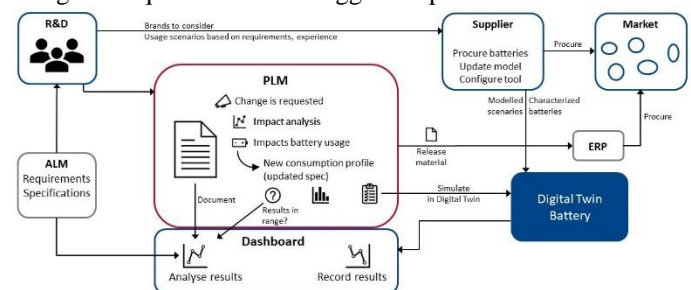 R&D
Brands to consider
Usage scenarios based on requirements, experience
Supplier
Procure batteries
Update model
Configure tool
Procure
Market
PLM
Change is requested
Impact analysis
Impacts battery usage
New consumption profile
(updated spec)
Document
Results in
range?
Modelled
scenarios
Characterized
batteries
Procure
Release
material
ERP
ALM
Requirements
Specifications
Simulate
in Digital Twin
Digital Twin
Battery
Dashboard
Analyse results
Record results